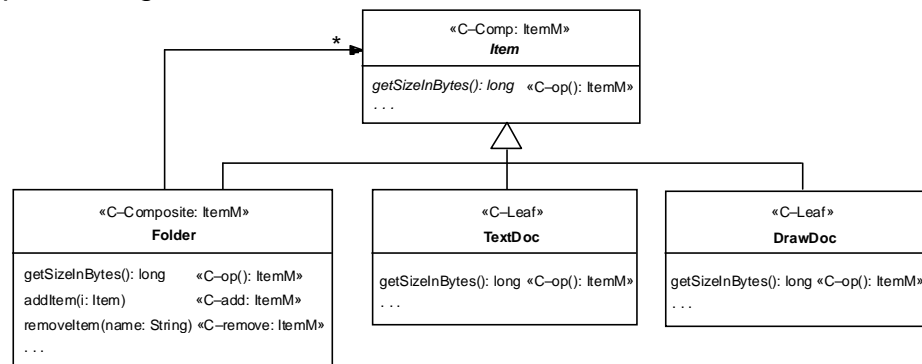 *
«C–Comp: ItemM»
Item
getSizeInBytes(): long «C–op(): ItemM»
. . .
«C–Composite: ItemM»
Folder
getSizeInBytes(): long «C–op(): ItemM»
addItem(i: Item) «C–add: ItemM»
removeItem(name: String) «C–remove: ItemM»
. . .
«C–Leaf»
TextDoc
getSizeInBytes(): long «C–op(): ItemM»
. . .
«C–Leaf»
DrawDoc
getSizeInBytes(): long «C–op(): ItemM»
. . .